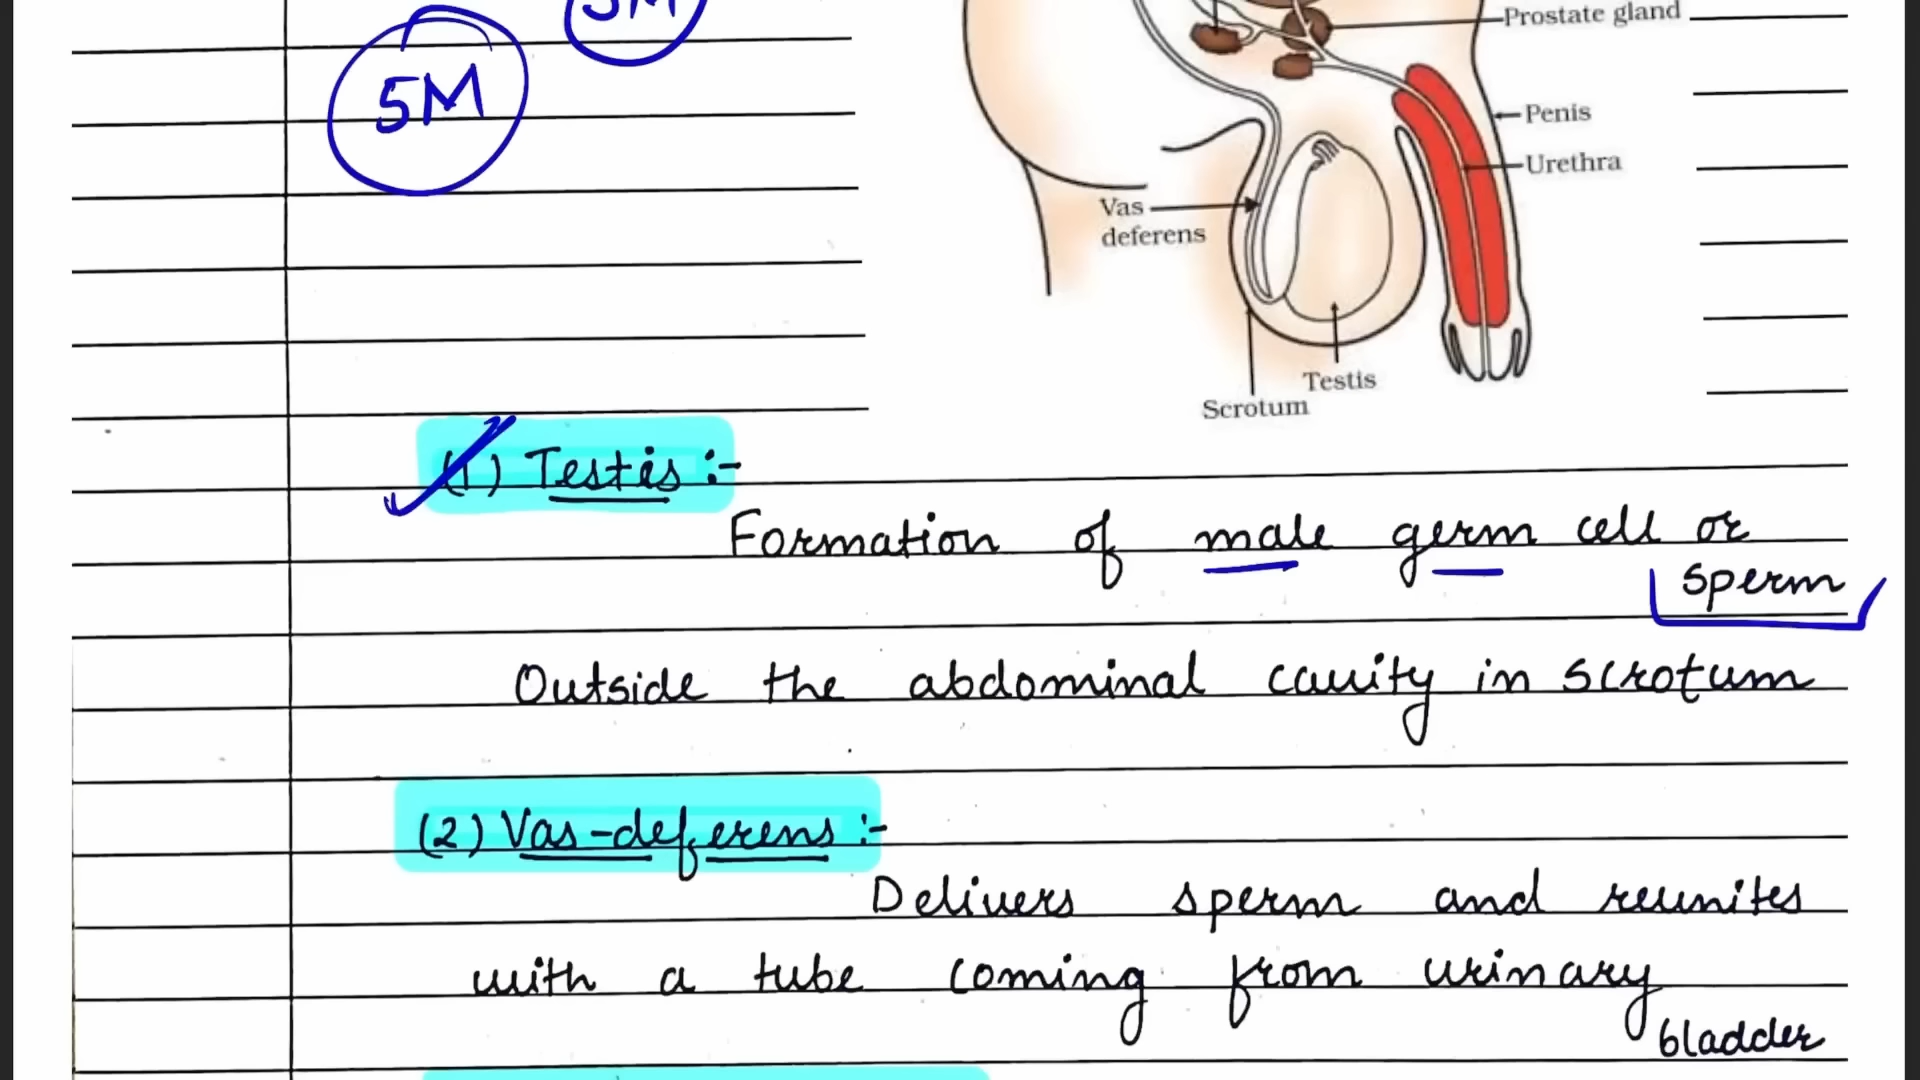 3M
5M
Prostate gland
Penis
Urethra
Vas
deferens
Testis
Scrotum
(1) Testis :-
Formation of male germ cell or
sperm
Outside the abdominal cavity in scrotum
(2) Vas-deferens :-
Delivers sperm and reunites
with a tube coming from urinary
bladder